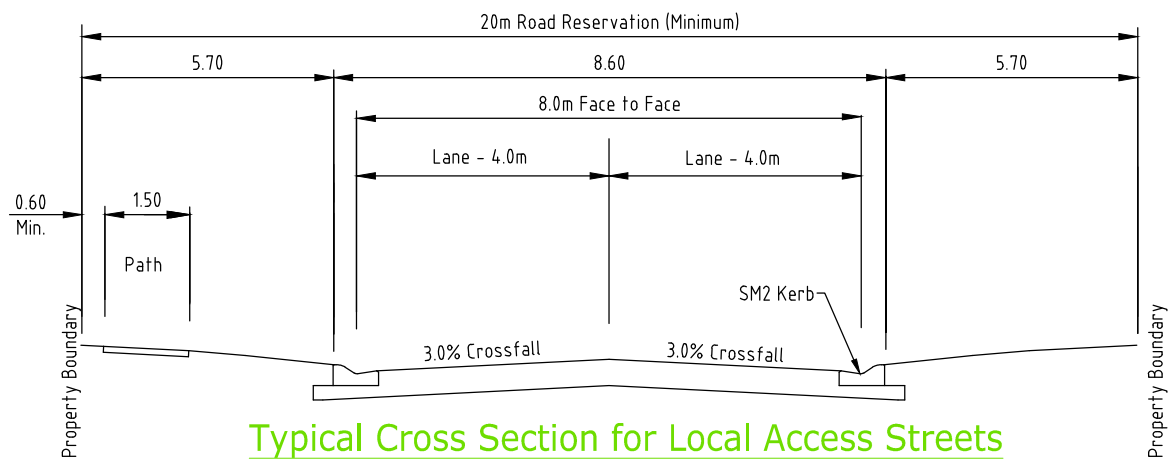 20m Road Reservation (Minimum)
5.70
8.60
5.70
8.0m Face to Face
Lane - 4.0m
Lane - 4.0m
0.60
Min.
1.50
Path
SM2 Kerb
3.0% Crossfall
3.0% Crossfall
Property Boundary
Property Boundary
Typical Cross Section for Local Access Streets